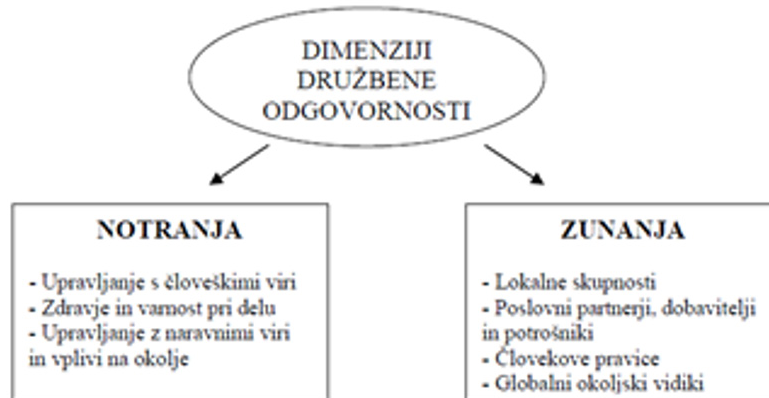 DIMENZIJI
DRUŽBENE
ODGOVORNOSTI
NOTRANJA
- Upravljanje s človeškimi viri
- Zdravje in varnost pri delu
- Upravljanje z naravnimi viri
in vplivi na okolje
ZUNANJA
- Lokalne skupnosti
- Poslovni partnerji, dobavitelji
in potrošniki
- Človekove pravice
- Globalni okoljski vidiki